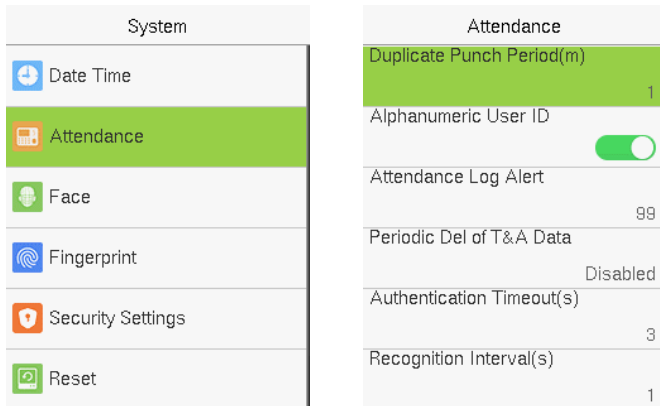 System
Date Time
Attendance
Face
Fingerprint
Security Settings
Reset
Attendance
Duplicate Punch Period(m)
1
Alphanumeric User ID
Attendance Log Alert
99
Periodic Del of T&A Data
Disabled
Authentication Timeout(s)
3
Recognition Interval(s)
1